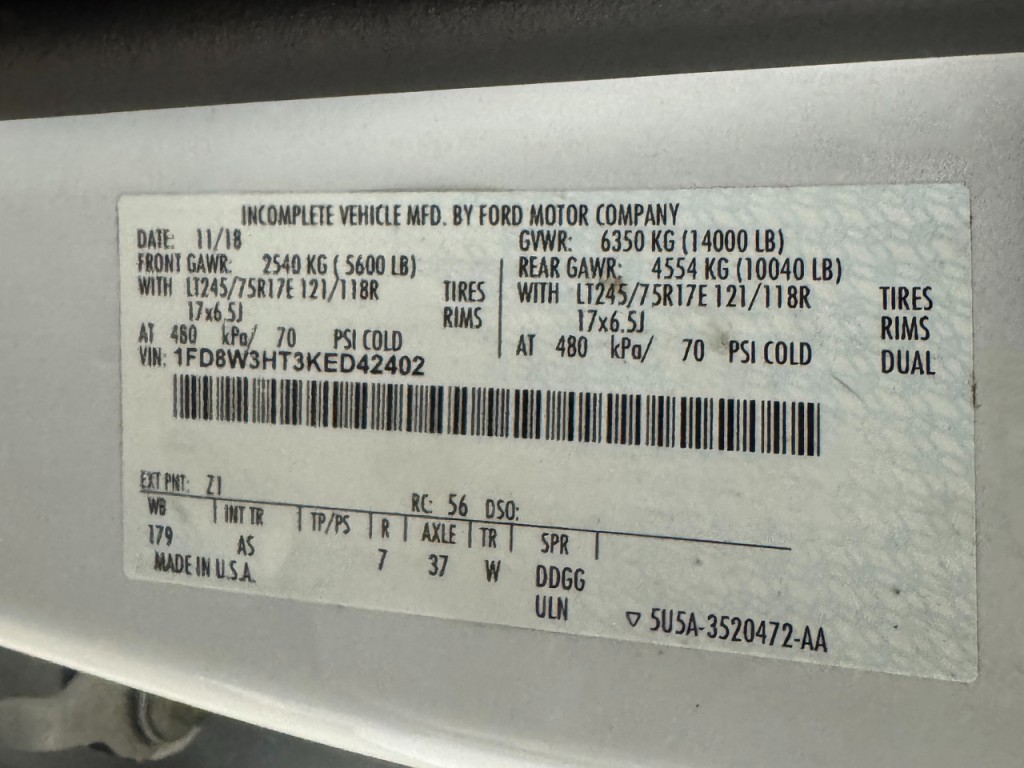 INCOMPLETE VEHICLE MFD. BY FORD MOTOR COMPANY
DATE: 11/18 GVWR: 6350 KG (14000 LB)
FRONT GAWR: 2540 KG ( 5600 LB) REAR GAWR: 4554 KG (10040 LB)
WITH LT245/75R17E 121/118R TIRES WITH LT245/75R17E 121/118R TIRES
17x6.5J RIMS 17x6.5J RIMS
AT 480 kPa/ 70 PSI COLD AT 480 kPa/ 70 PSI COLD DUAL
VIN: 1FD8W3HT3KED42402
EXT PNT: Z1 RC: 56 DSO:
WB INT TR TP/PS R AXLE TR SPR
179 AS 7 37 W DDGG
MADE IN U.S.A. ULN ▽ 5U5A-3520472-AA